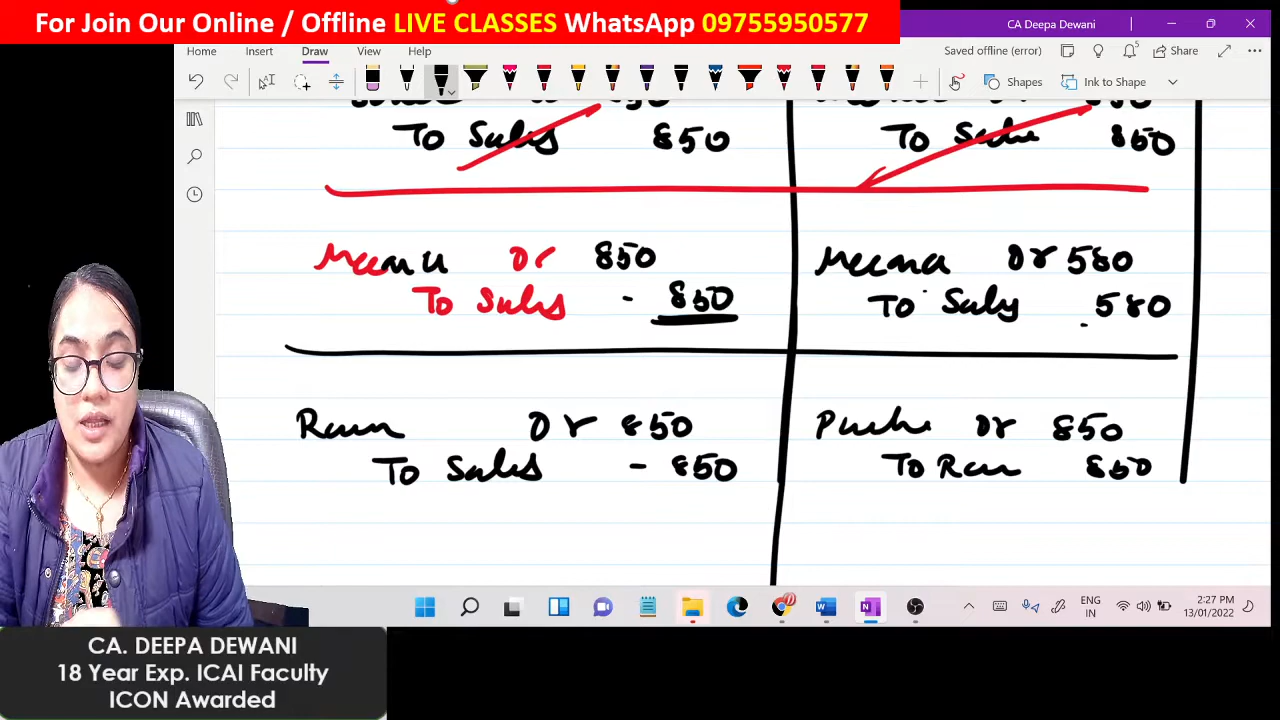 For Join Our Online / Offline LIVE CLASSES WhatsApp 09755950577
CA Deepa Dewani
Home Insert Draw View Help
Saved offline (error) Share
Shapes Ink to Shape
To Sales 850
To 850
Meena Dr 850
To Sales - 850
Meena Dr 580
To Sales 580
Ram Dr 850
To Sales - 850
Dr 850
To Ram 850
ENG
IN
2:27 PM
13/01/2022
CA. DEEPA DEWANI
18 Year Exp. ICAI Faculty
ICON Awarded